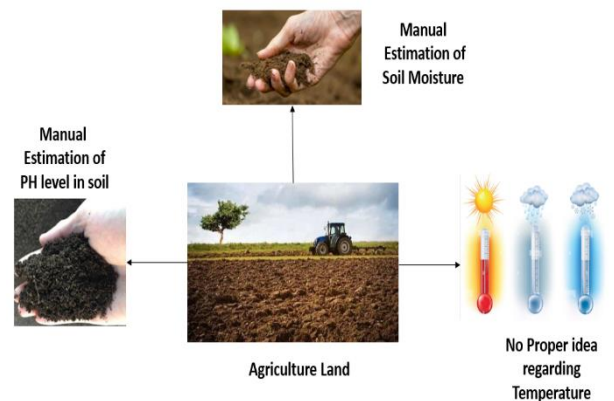 Manual
Estimation of
Soil Moisture
Manual
Estimation of
PH level in soil
Agriculture Land
No Proper idea
regarding
Temperature